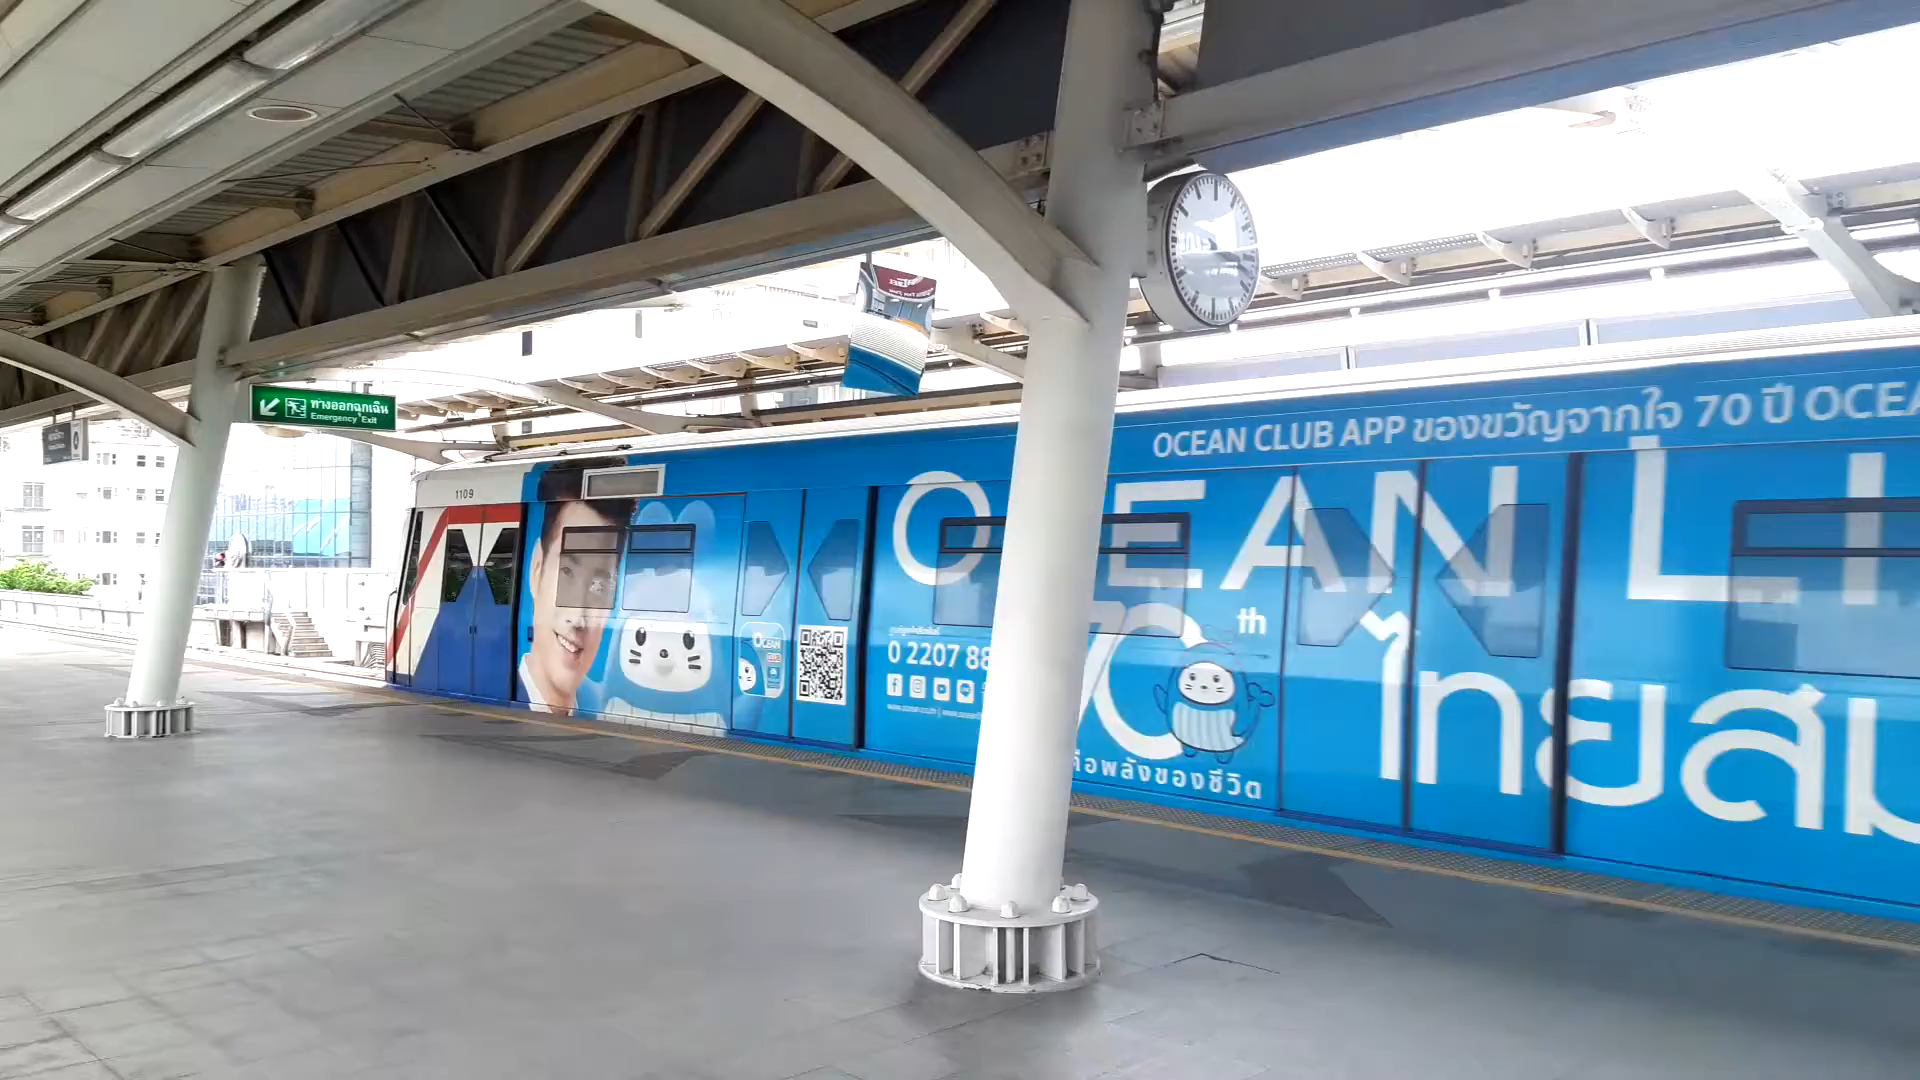 ทางออกฉุกเฉิน
Emergency Exit
1109
OCEAN CLUB APP ของขวัญจากใจ 70 ปี OCEA
OCEAN LI
th
OCEAN
0 2207 88
70
ไทยส
คือพลังของชีวิต